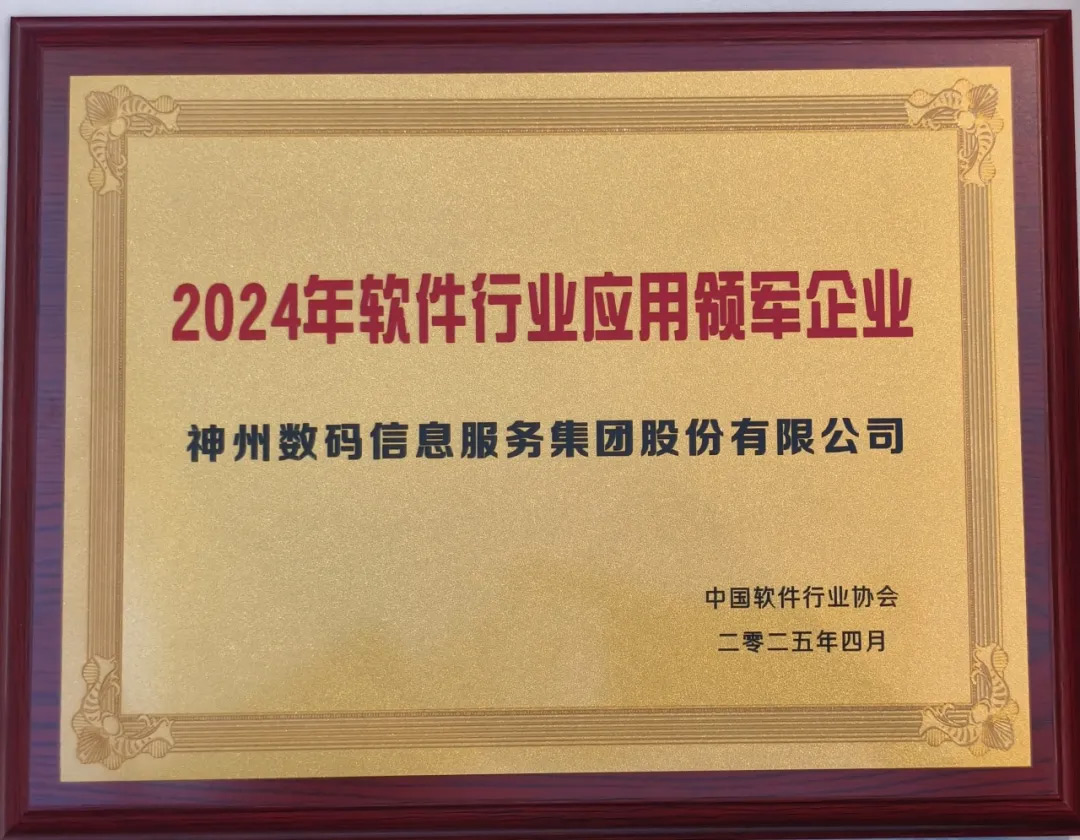 2024年软件行业应用领军企业
神州数码信息服务集团股份有限公司
中国软件行业协会
二零二五年四月